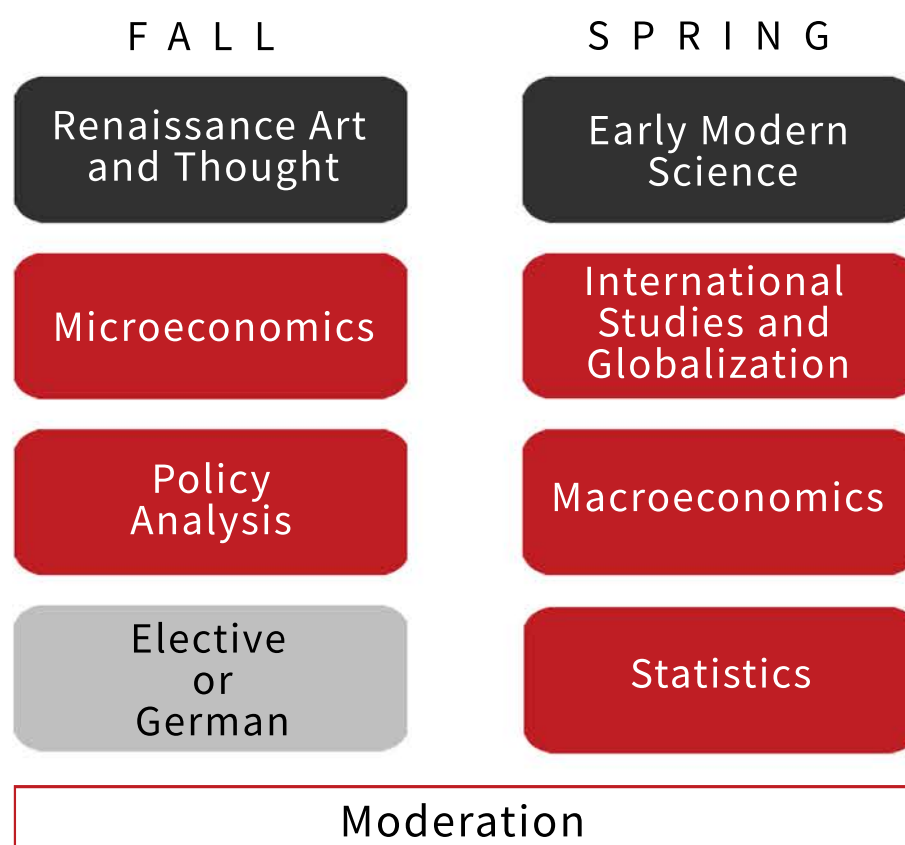 FALL
SPRING
Renaissance Art
and Thought
Early Modern
Science
Microeconomics
International
Studies and
Globalization
Policy
Analysis
Macroeconomics
Elective
or
German
Statistics
Moderation